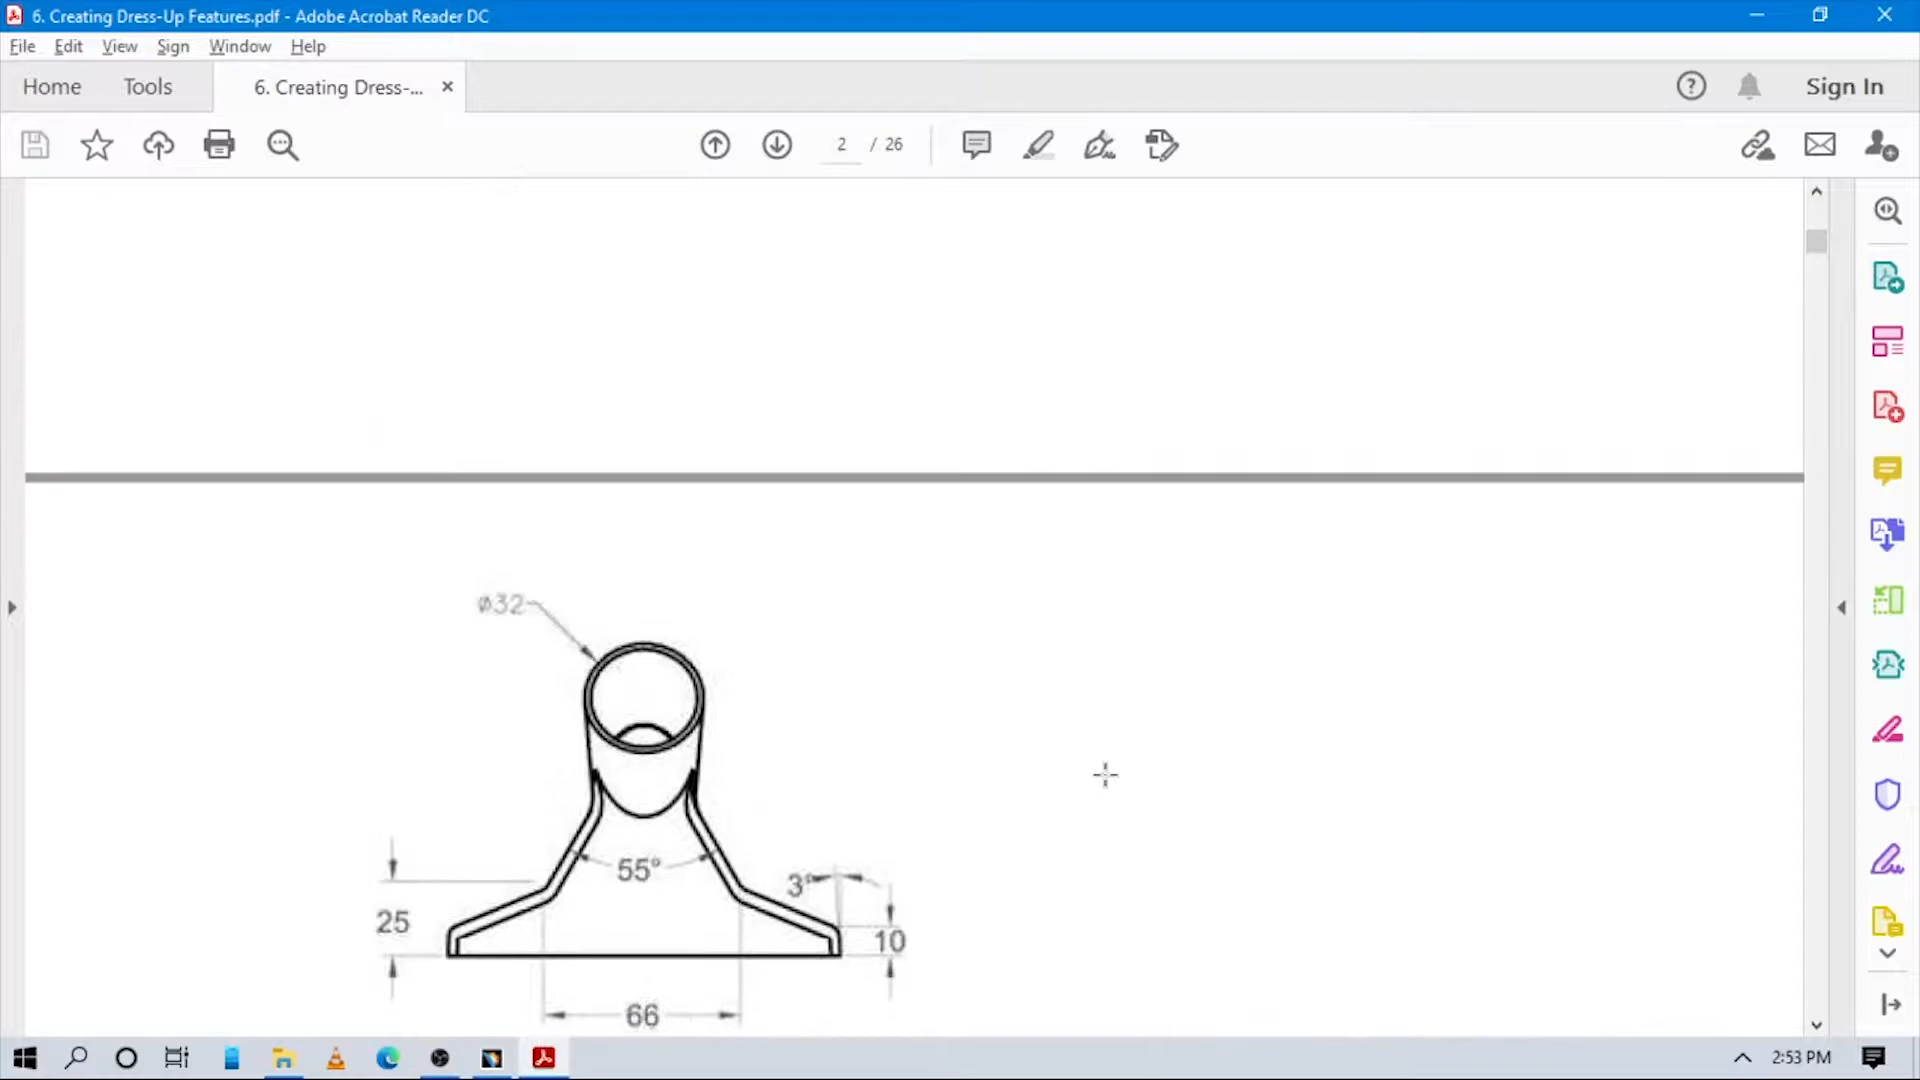 6. Creating Dress-Up Features.pdf - Adobe Acrobat Reader DC
File Edit View Sign Window Help
Home Tools 6. Creating Dress-... × Sign In
2 / 26
Ø32
55°
3°
25
10
66
2:53 PM